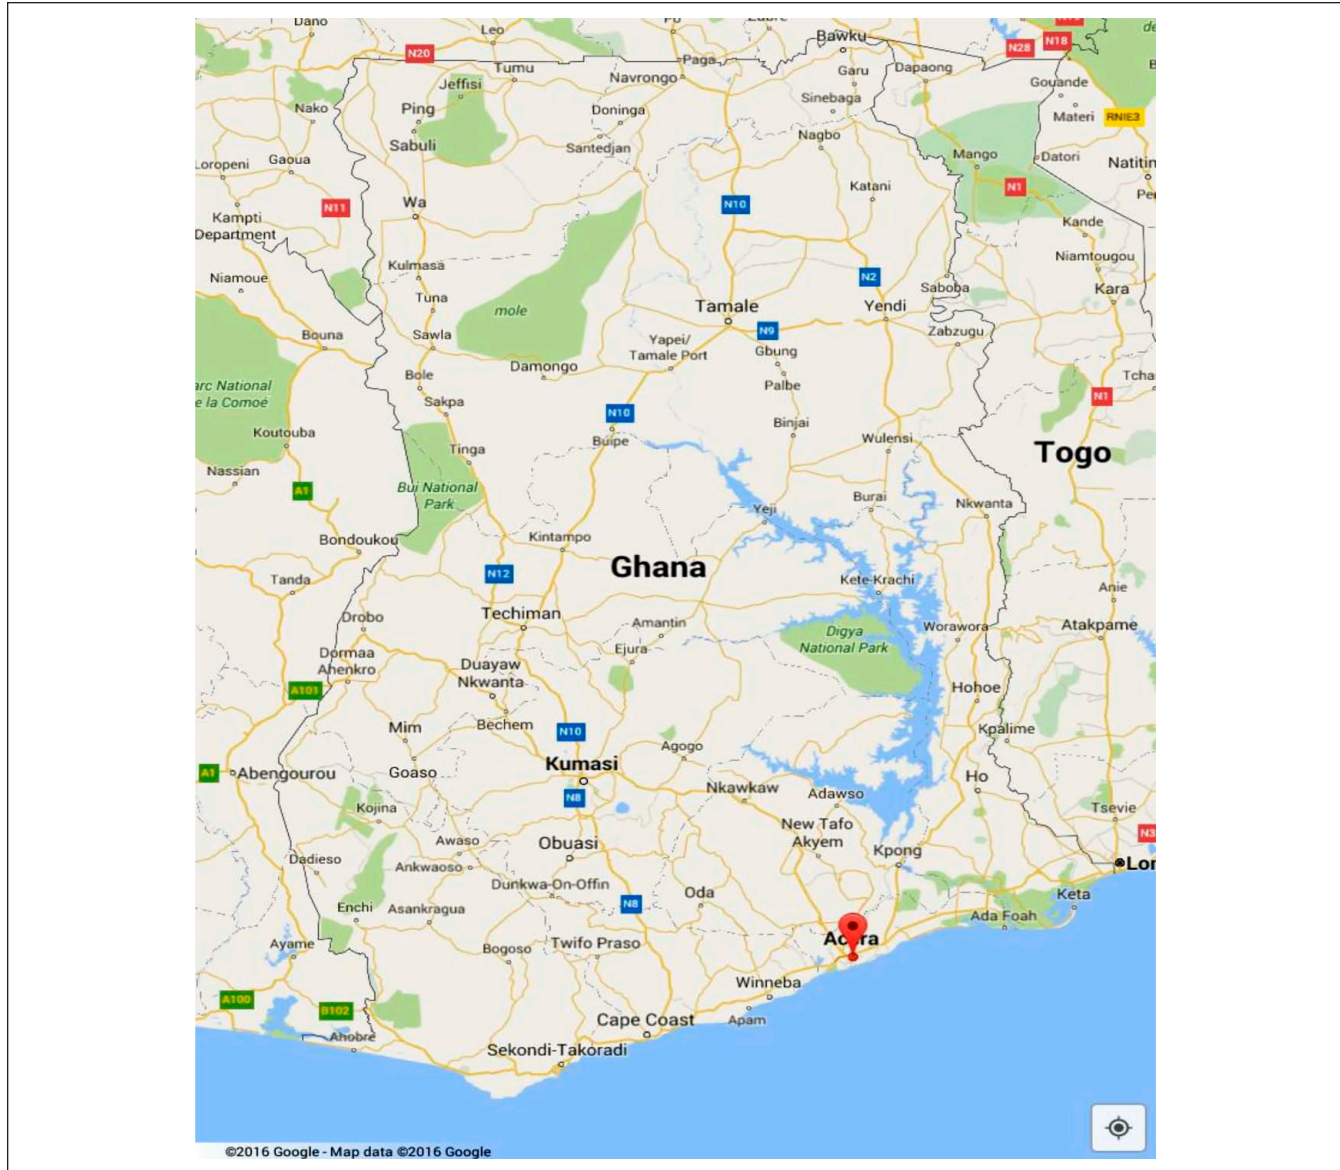 Dano
Leo
Po
Zabre
Bawku
N28
N18
N20
Tumu
Paga
Navrongo
Garu
Dapaong
Gouande
Jeffisi
Nako
Ping
Doninga
Sinebaga
Materi
RNIE3
Sabuli
Santedjan
Nagbo
Loropeni
Gaoua
Mango
Datori
Natitin
N11
Wa
N10
Katani
N1
Kampti
Department
Kande
Niamtougou
Niamoue
Kulmasa
N2
Saboba
Kara
Tuna
mole
Tamale
Yendi
Bouna
Sawla
N9
Zabzugu
Yapei/
Tamale Port
Gbung
Damongo
Bole
Palbe
Tcha
arc National
e la Comoé
Sakpa
N10
N1
Koutouba
Buipe
Binjai
Tinga
Wulensi
Togo
Nassian
A1
Bui National
Park
Yeji
Burai
Nkwanta
Bondoukou
Kintampo
Ghana
N12
Kete-Krachi
Tanda
Anie
Drobo
Techiman
Amantin
Digya
National Park
Worawora
Atakpame
Dormaa
Ahenkro
Ejura
Duayaw
Nkwanta
A101
Hohoe
Mim
Bechem
N10
Kpalime
Agogo
A1
Abengourou
Goaso
Kumasi
Ho
N8
Nkawkaw
Adawso
Kojina
Tsevie
New Tafo
Akyem
N3
Awaso
Obuasi
Kpong
Dadieso
Ankwaoso
Lor
Dunkwa-On-Offin
Oda
Keta
Enchi
Asankragua
N8
Ada Foah
Ayame
Bogoso
Twifo Praso
Accra
Winneba
A100
B102
Cape Coast
Apam
Ahobre
Sekondi-Takoradi
©2016 Google - Map data ©2016 Google